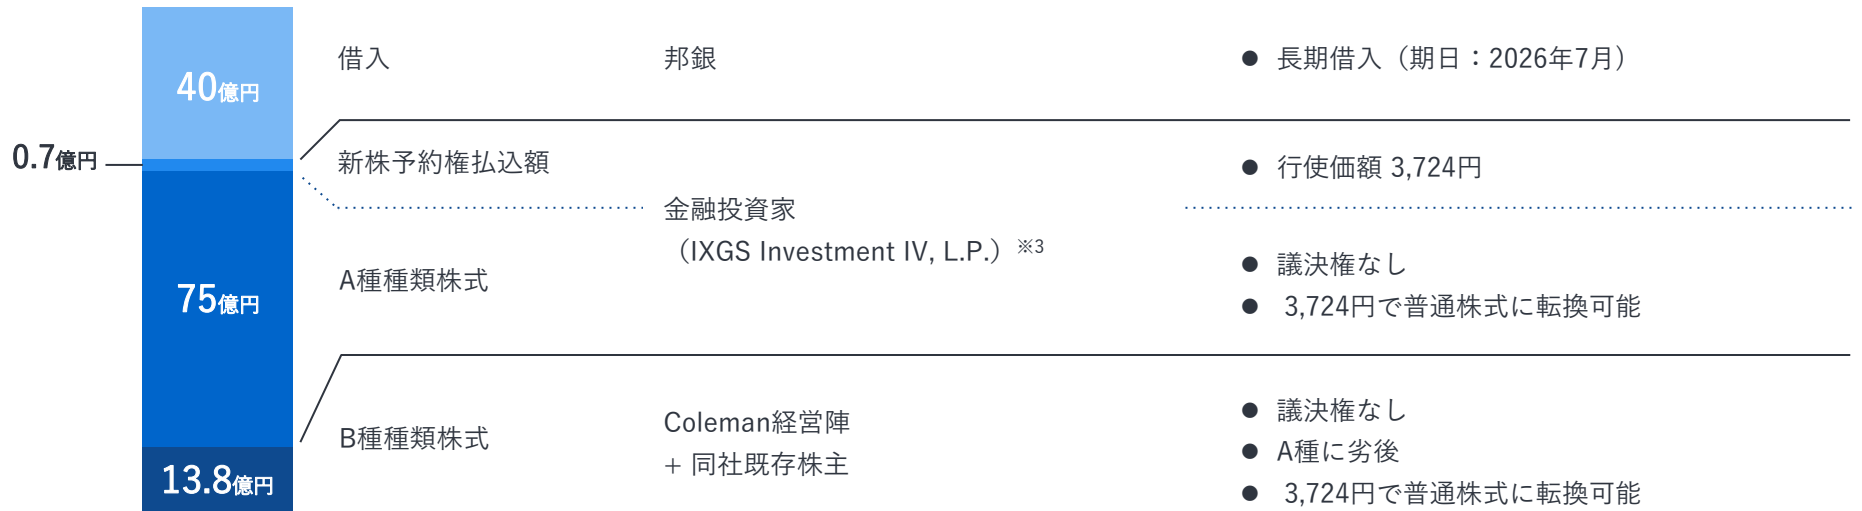 40億円
借入
邦銀
● 長期借入（期日：2026年7月）
0.7億円
新株予約権払込額
● 行使価額 3,724円
金融投資家
（IXGS Investment IV, L.P.）※3
75億円
A種種類株式
● 議決権なし
● 3,724円で普通株式に転換可能
13.8億円
B種種類株式
Coleman経営陣
+ 同社既存株主
● 議決権なし
● A種に劣後
● 3,724円で普通株式に転換可能